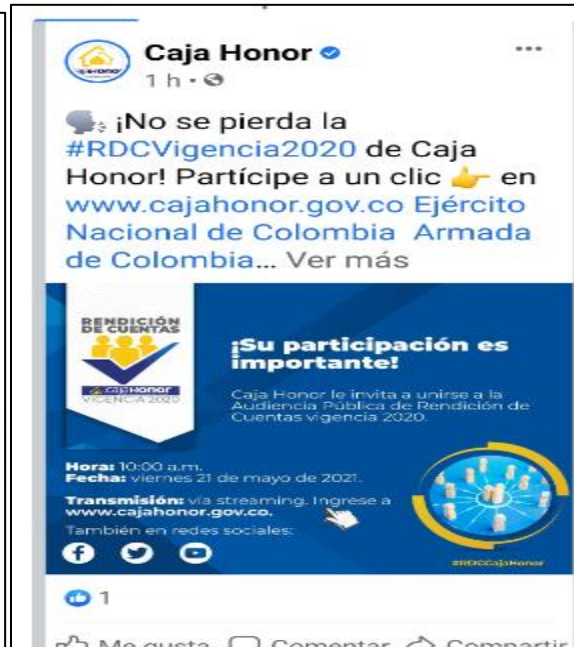 Caja Honor
1 h
¡No se pierda la
#RDCVigencia2020 de Caja
Honor! Partícipe a un clic en
www.cajahonor.gov.co Ejército
Nacional de Colombia Armada
de Colombia... Ver más
RENDICIÓN
DE CUENTAS
CajaHonor
VIGENCIA 2020
¡Su participación es
importante!
Caja Honor le invita a unirse a la
Audiencia Pública de Rendición de
Cuentas vigencia 2020.
Hora: 10:00 a.m.
Fecha: viernes 21 de mayo de 2021.
Transmisión: vía streaming. Ingrese a
www.cajahonor.gov.co.
También en redes sociales:
#RDCCajaHonor
1
Me gusta Comentar Compartir